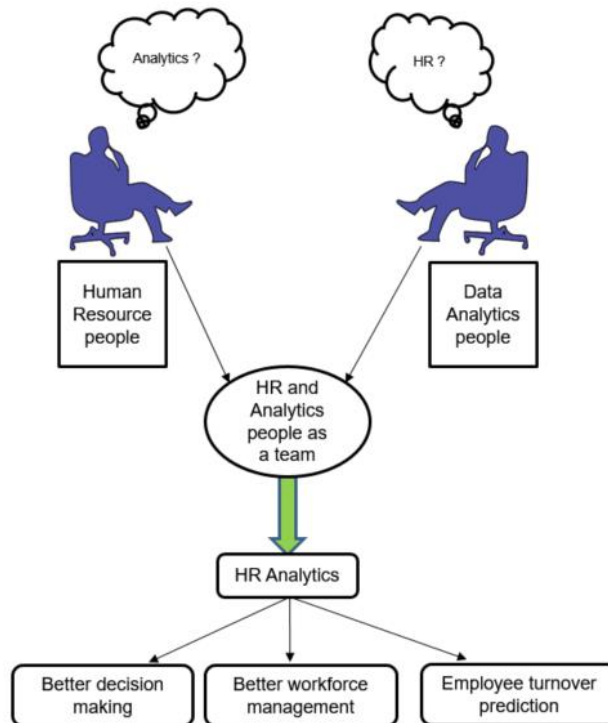 Analytics ?
HR ?
Human
Resource
people
Data
Analytics
people
HR and
Analytics
people as
a team
HR Analytics
Better decision
making
Better workforce
management
Employee turnover
prediction